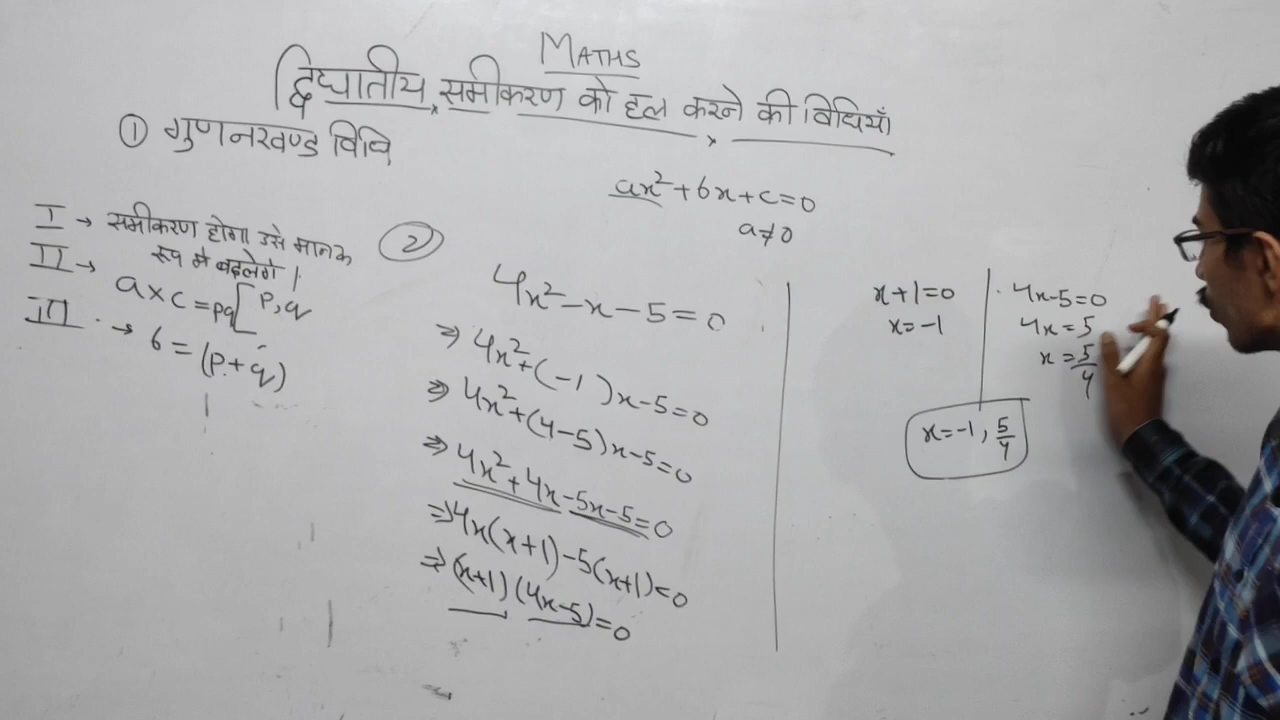 MATHS
द्विघातीय समीकरण को हल करने की विधियाँ
① गुणनखण्ड विधि
ax²+bx+c=0
a≠0
I → समीकरण होगा उसे मानक
रूप मे बदलेगे।
II → a×c=pq[p,q
III → b=(p+q)
②
4x²-x-5=0
⇒ 4x²+(-1)x-5=0
⇒ 4x²+(4-5)x-5=0
⇒ 4x²+4x-5x-5=0
⇒ 4x(x+1)-5(x+1)=0
⇒ (x+1)(4x-5)=0
x+1=0
x=-1
4x-5=0
4x=5
x=5/4
x=-1, 5/4